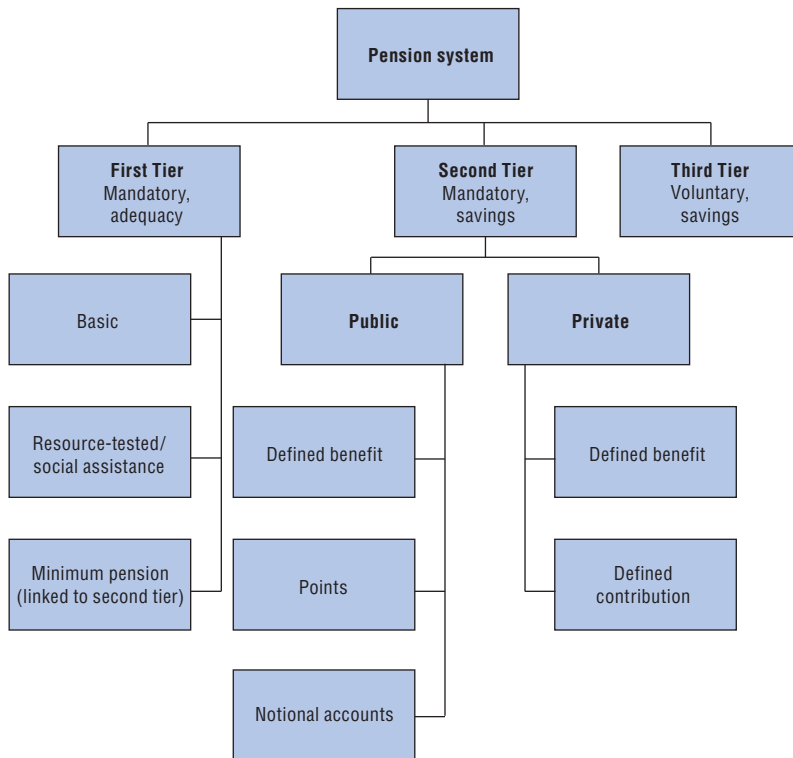 Pension system
First Tier
Mandatory,
adequacy
Second Tier
Mandatory,
savings
Third Tier
Voluntary,
savings
Basic
Public
Private
Resource-tested/
social assistance
Defined benefit
Defined benefit
Minimum pension
(linked to second tier)
Points
Defined
contribution
Notional accounts